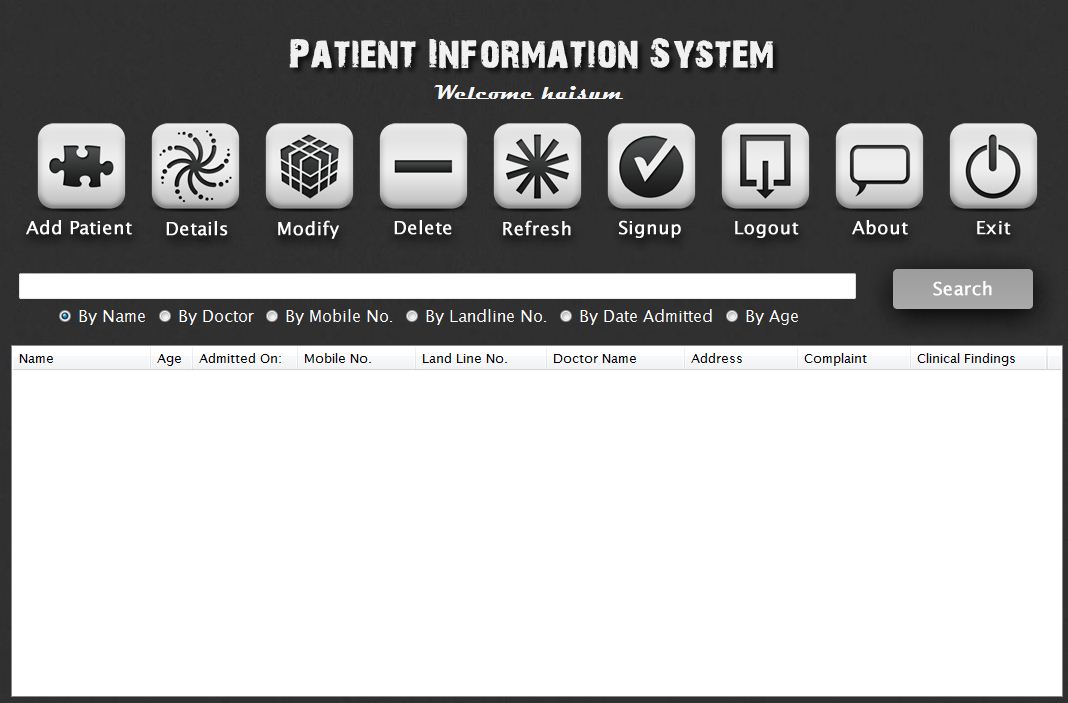 Patient Information System
Welcome haisum
Add Patient Details Modify Delete Refresh Signup Logout About Exit
Search
By Name By Doctor By Mobile No. By Landline No. By Date Admitted By Age
Name Age Admitted On: Mobile No. Land Line No. Doctor Name Address Complaint Clinical Findings